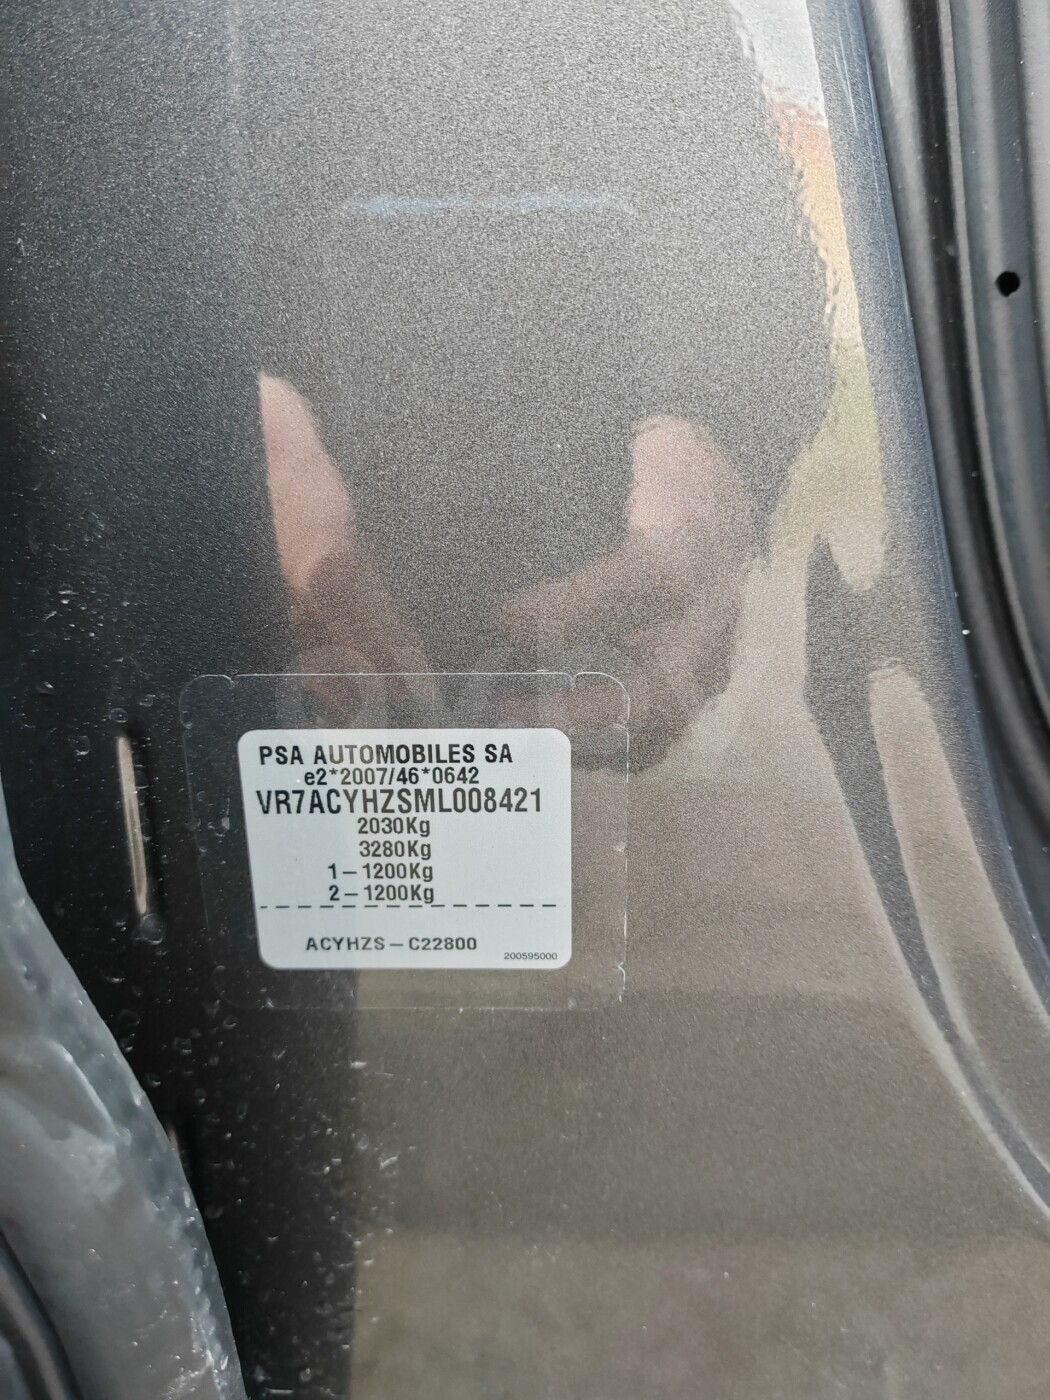 PSA AUTOMOBILES SA
e2*2007/46*0642
VR7ACYHZSML008421
2030Kg
3280Kg
1-1200Kg
2-1200Kg
ACYHZS-C22800
200595000